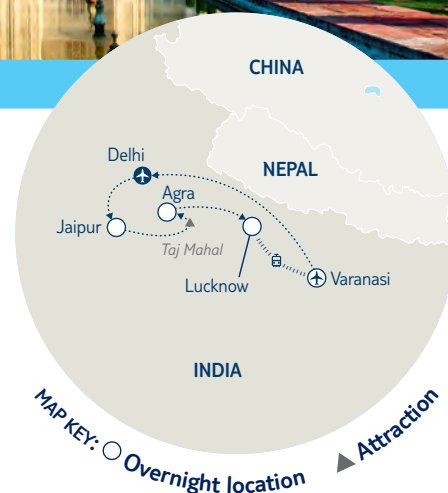 CHINA
NEPAL
Delhi
Agra
Jaipur
Taj Mahal
Lucknow
Varanasi
INDIA
MAP KEY: Overnight location Attraction